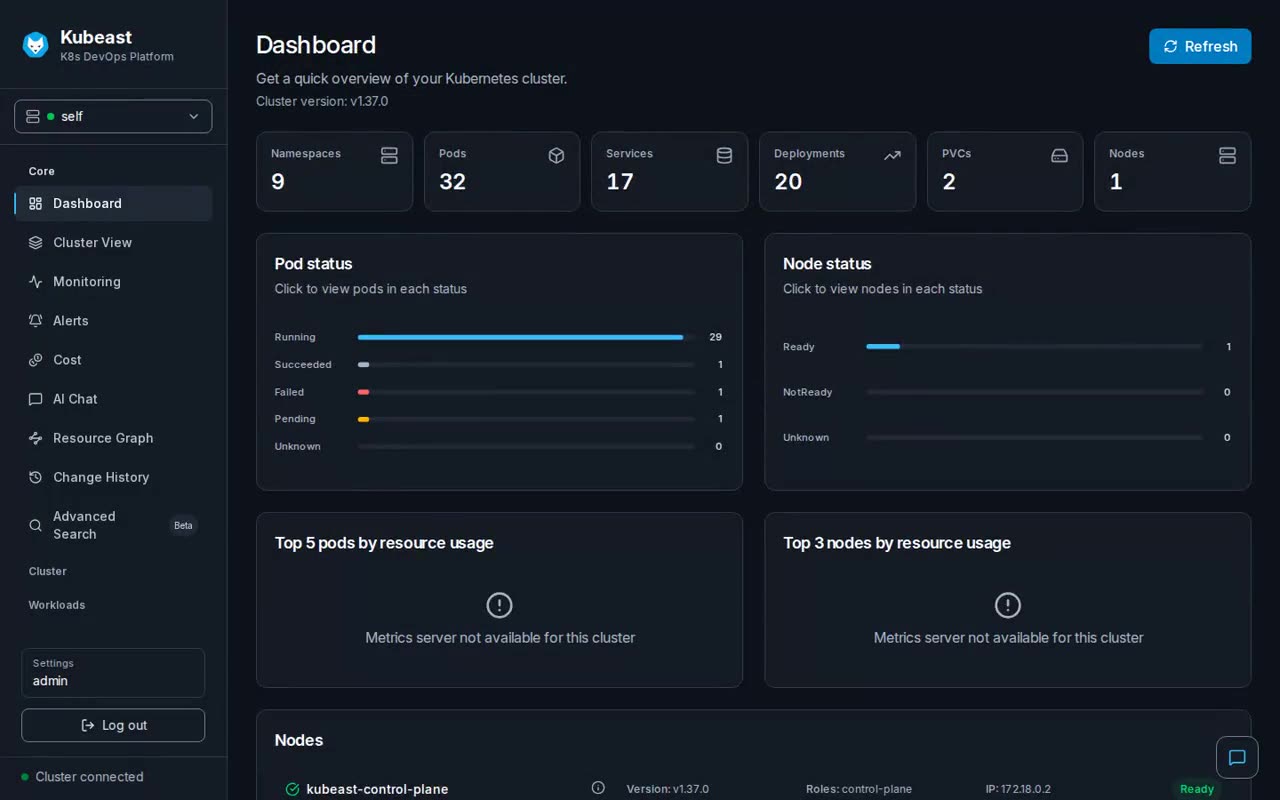 Kubeast
K8s DevOps Platform
self
Core
Dashboard
Cluster View
Monitoring
Alerts
Cost
AI Chat
Resource Graph
Change History
Advanced Search
Beta
Cluster
Workloads
Settings
admin
Log out
Cluster connected
Dashboard
Get a quick overview of your Kubernetes cluster.
Cluster version: v1.37.0
Refresh
Namespaces
9
Pods
32
Services
17
Deployments
20
PVCs
2
Nodes
1
Pod status
Click to view pods in each status
Running 29
Succeeded 1
Failed 1
Pending 1
Unknown 0
Node status
Click to view nodes in each status
Ready 1
NotReady 0
Unknown 0
Top 5 pods by resource usage
Metrics server not available for this cluster
Top 3 nodes by resource usage
Metrics server not available for this cluster
Nodes
kubeast-control-plane Version: v1.37.0 Roles: control-plane IP: 172.18.0.2 Ready